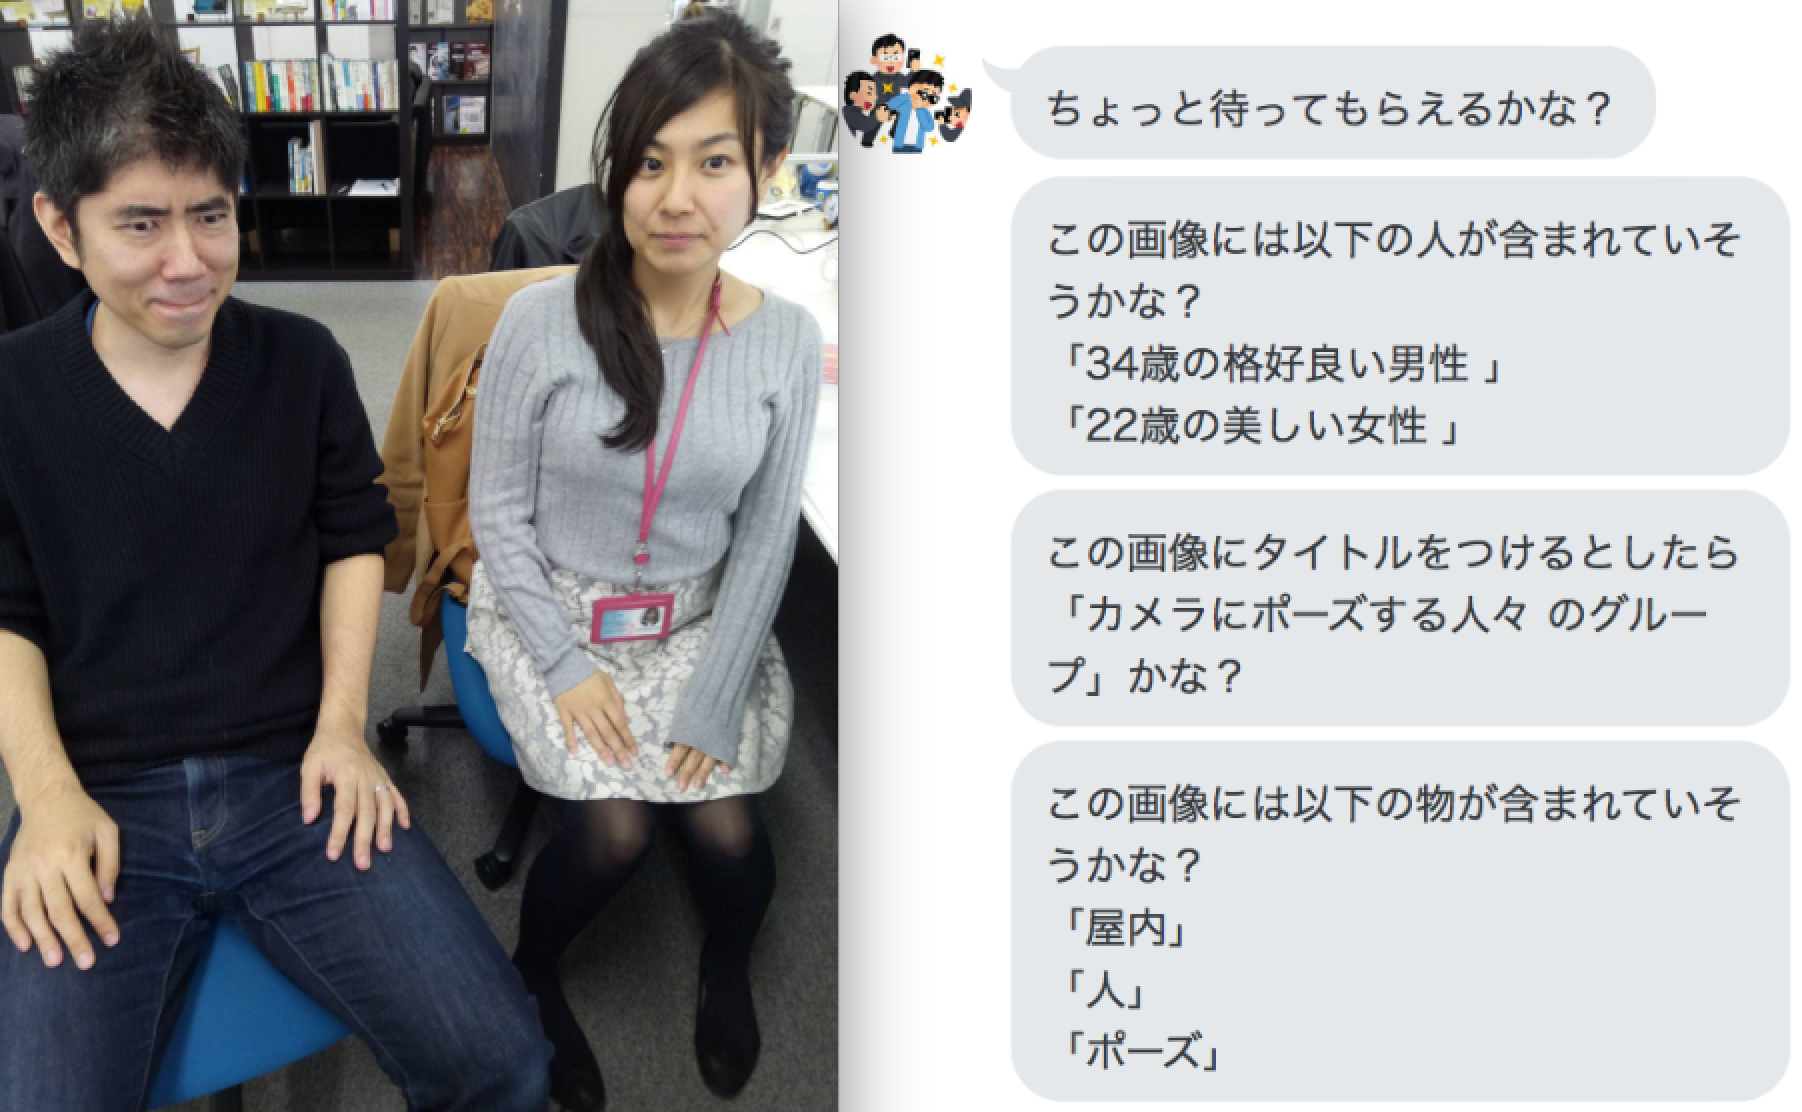 ちょっと待ってもらえるかな？
この画像には以下の人が含まれていそ
うかな？
「34歳の格好良い男性 」
「22歳の美しい女性 」
この画像にタイトルをつけるとしたら
「カメラにポーズする人々 のグルー
プ」かな？
この画像には以下の物が含まれていそ
うかな？
「屋内」
「人」
「ポーズ」